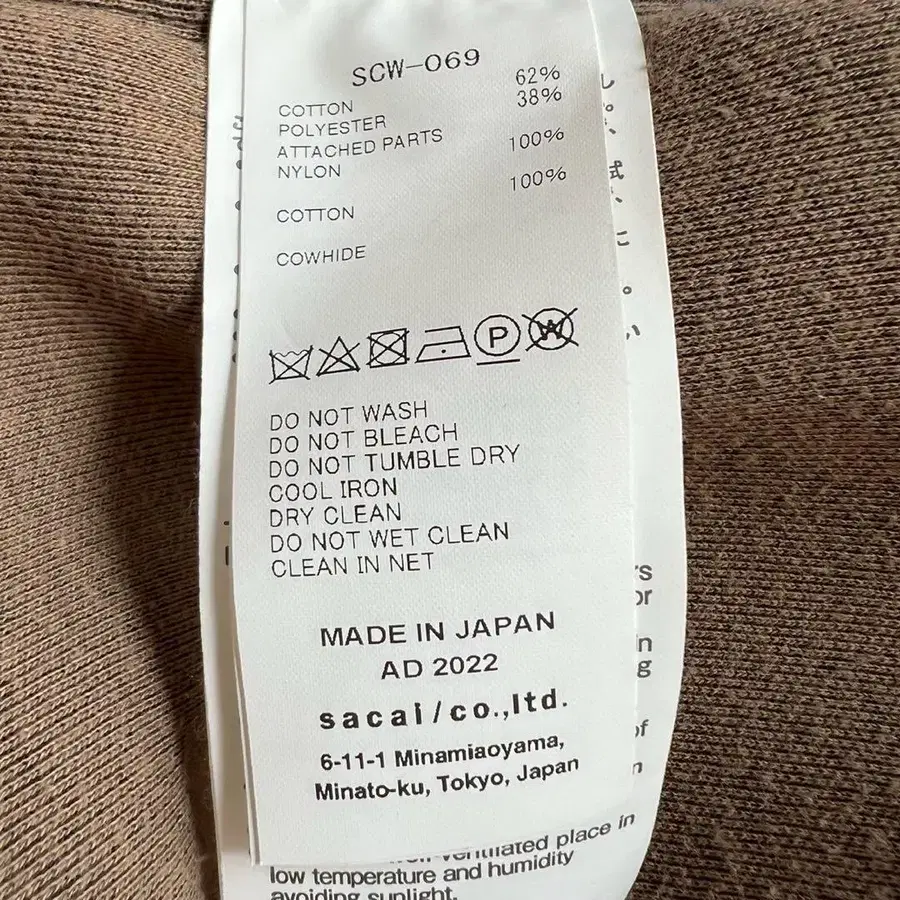 SCW-069
COTTON 62%
POLYESTER 38%
ATTACHED PARTS
NYLON 100%
COTTON 100%
COWHIDE
P W
DO NOT WASH
DO NOT BLEACH
DO NOT TUMBLE DRY
COOL IRON
DRY CLEAN
DO NOT WET CLEAN
CLEAN IN NET
MADE IN JAPAN
AD 2022
sacai/co.,ltd.
6-11-1 Minamiaoyama,
Minato-ku, Tokyo, Japan
place in
low temperature and humidity
avoiding sunlight.